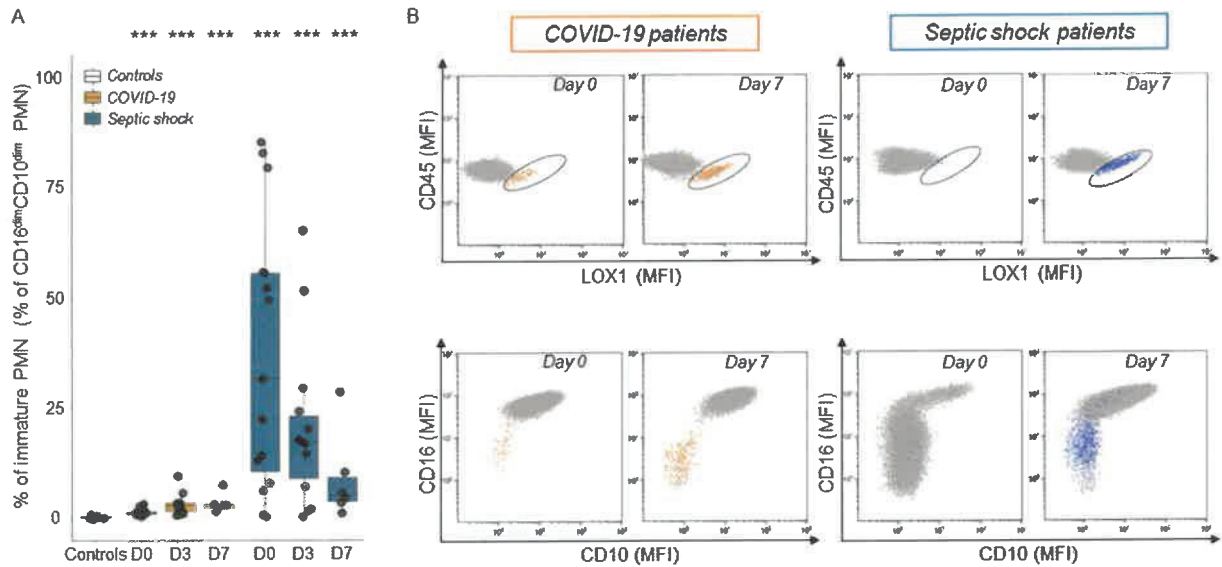 A
*** *** *** *** *** ***
% of immature PMN (% of CD16dimCD10dim PMN)
100
75
50
25
0
Controls
COVID-19
Septic shock
Controls D0 D3 D7 D0 D3 D7
B
COVID-19 patients
Septic shock patients
Day 0
Day 7
Day 0
Day 7
CD45 (MFI)
CD45 (MFI)
LOX1 (MFI)
LOX1 (MFI)
Day 0
Day 7
Day 0
Day 7
CD16 (MFI)
CD16 (MFI)
CD10 (MFI)
CD10 (MFI)